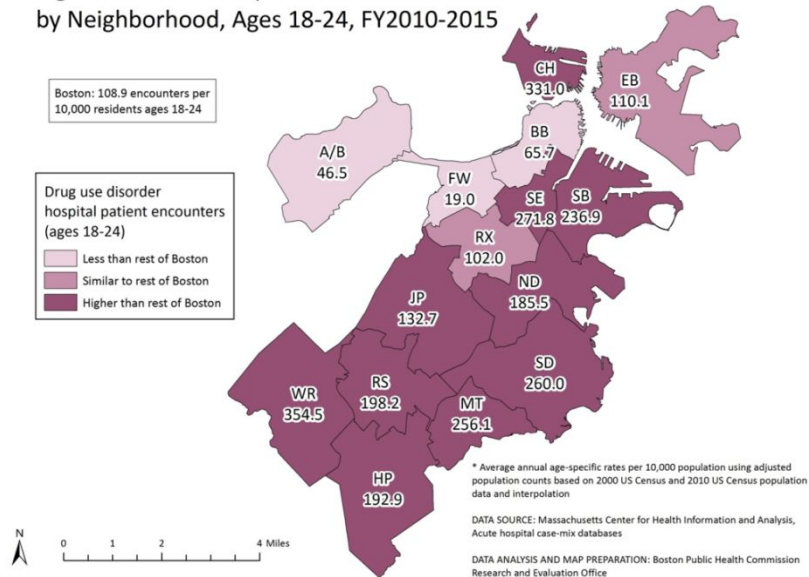 by Neighborhood, Ages 18-24, FY2010-2015
Boston: 108.9 encounters per
10,000 residents ages 18-24
CH
331.0
EB
110.1
A/B
46.5
BB
65.7
FW
19.0
SE
271.8
SB
236.9
Drug use disorder
hospital patient encounters
(ages 18-24)
Less than rest of Boston
Similar to rest of Boston
Higher than rest of Boston
RX
102.0
ND
185.5
JP
132.7
SD
260.0
WR
354.5
RS
198.2
MT
256.1
HP
192.9
* Average annual age-specific rates per 10,000 population using adjusted
population counts based on 2000 US Census and 2010 US Census population
data and interpolation
DATA SOURCE: Massachusetts Center for Health Information and Analysis,
Acute hospital case-mix databases
DATA ANALYSIS AND MAP PREPARATION: Boston Public Health Commission
Research and Evaluation Office
N
0 1 2 4 Miles